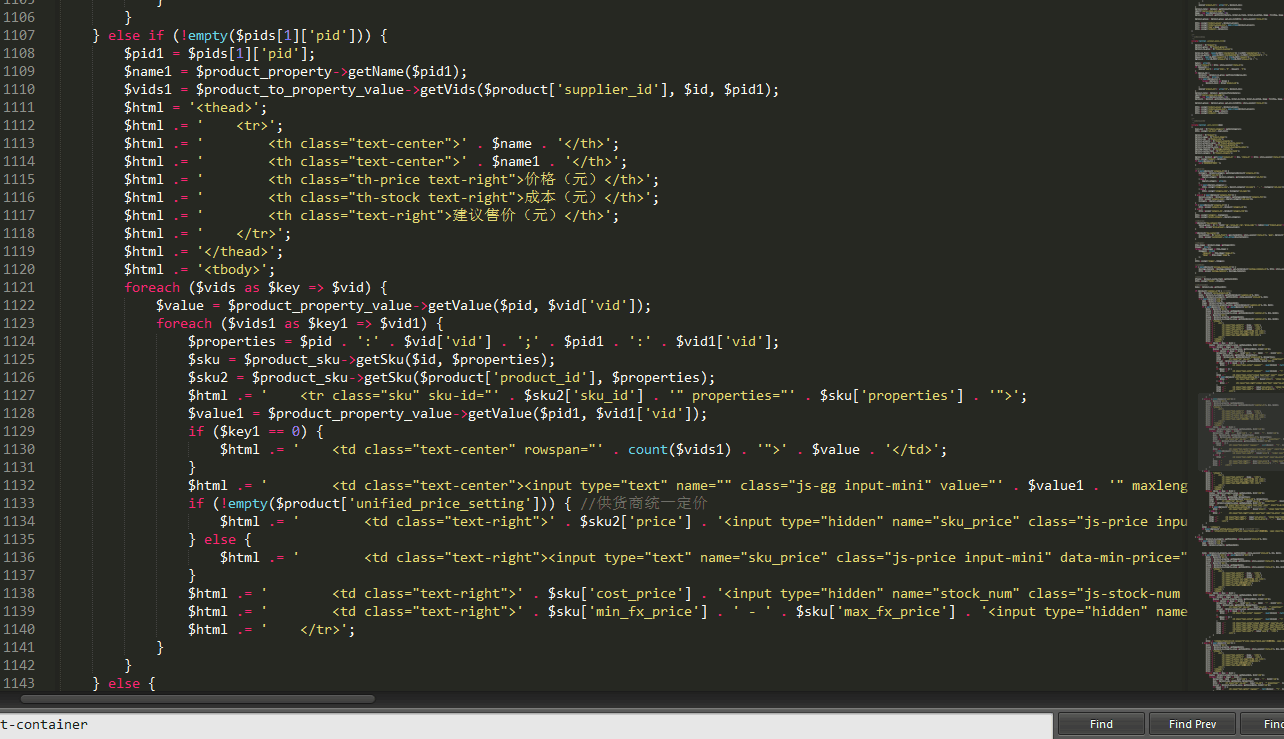 1105                }
1106            }
1107        } else if (!empty($pids[1]['pid'])) {
1108            $pid1 = $pids[1]['pid'];
1109            $name1 = $product_property->getName($pid1);
1110            $vids1 = $product_to_property_value->getVids($product['supplier_id'], $id, $pid1);
1111            $html = '<thead>';
1112            $html .= '    <tr>';
1113            $html .= '        <th class="text-center">' . $name . '</th>';
1114            $html .= '        <th class="text-center">' . $name1 . '</th>';
1115            $html .= '        <th class="th-price text-right">价格（元）</th>';
1116            $html .= '        <th class="th-stock text-right">成本（元）</th>';
1117            $html .= '        <th class="text-right">建议售价（元）</th>';
1118            $html .= '    </tr>';
1119            $html .= '</thead>';
1120            $html .= '<tbody>';
1121            foreach ($vids as $key => $vid) {
1122                $value = $product_property_value->getValue($pid, $vid['vid']);
1123                foreach ($vids1 as $key1 => $vid1) {
1124                    $properties = $pid . ':' . $vid['vid'] . ';' . $pid1 . ':' . $vid1['vid'];
1125                    $sku = $product_sku->getSku($id, $properties);
1126                    $sku2 = $product_sku->getSku($product['product_id'], $properties);
1127                    $html .= '    <tr class="sku" sku-id="' . $sku2['sku_id'] . '" properties="' . $sku['properties'] . '">';
1128                    $value1 = $product_property_value->getValue($pid1, $vid1['vid']);
1129                    if ($key1 == 0) {
1130                        $html .= '    <td class="text-center" rowspan="' . count($vids1) . '">' . $value . '</td>';
1131                    }
1132                    $html .= '        <td class="text-center"><input type="text" name="" class="js-gg input-mini" value="' . $value1 . '" maxleng
1133                    if (!empty($product['unified_price_setting'])) { //供货商统一定价
1134                        $html .= '        <td class="text-right">' . $sku2['price'] . '<input type="hidden" name="sku_price" class="js-price inpu
1135                    } else {
1136                        $html .= '        <td class="text-right"><input type="text" name="sku_price" class="js-price input-mini" data-min-price="'
1137                    }
1138                    $html .= '        <td class="text-right">' . $sku['cost_price'] . '<input type="hidden" name="stock_num" class="js-stock-num
1139                    $html .= '        <td class="text-right">' . $sku['min_fx_price'] . ' - ' . $sku['max_fx_price'] . '<input type="hidden" name
1140                    $html .= '    </tr>';
1141                }
1142            }
1143        } else {
t-container
Find
Find Prev
Find